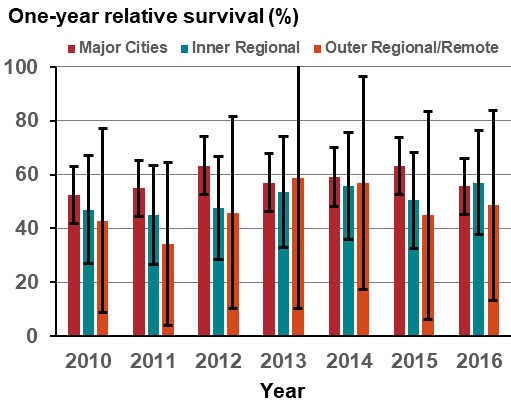 One-year relative survival (%)
Major Cities Inner Regional Outer Regional/Remote
100
80
60
40
20
0
2010 2011 2012 2013 2014 2015 2016
Year